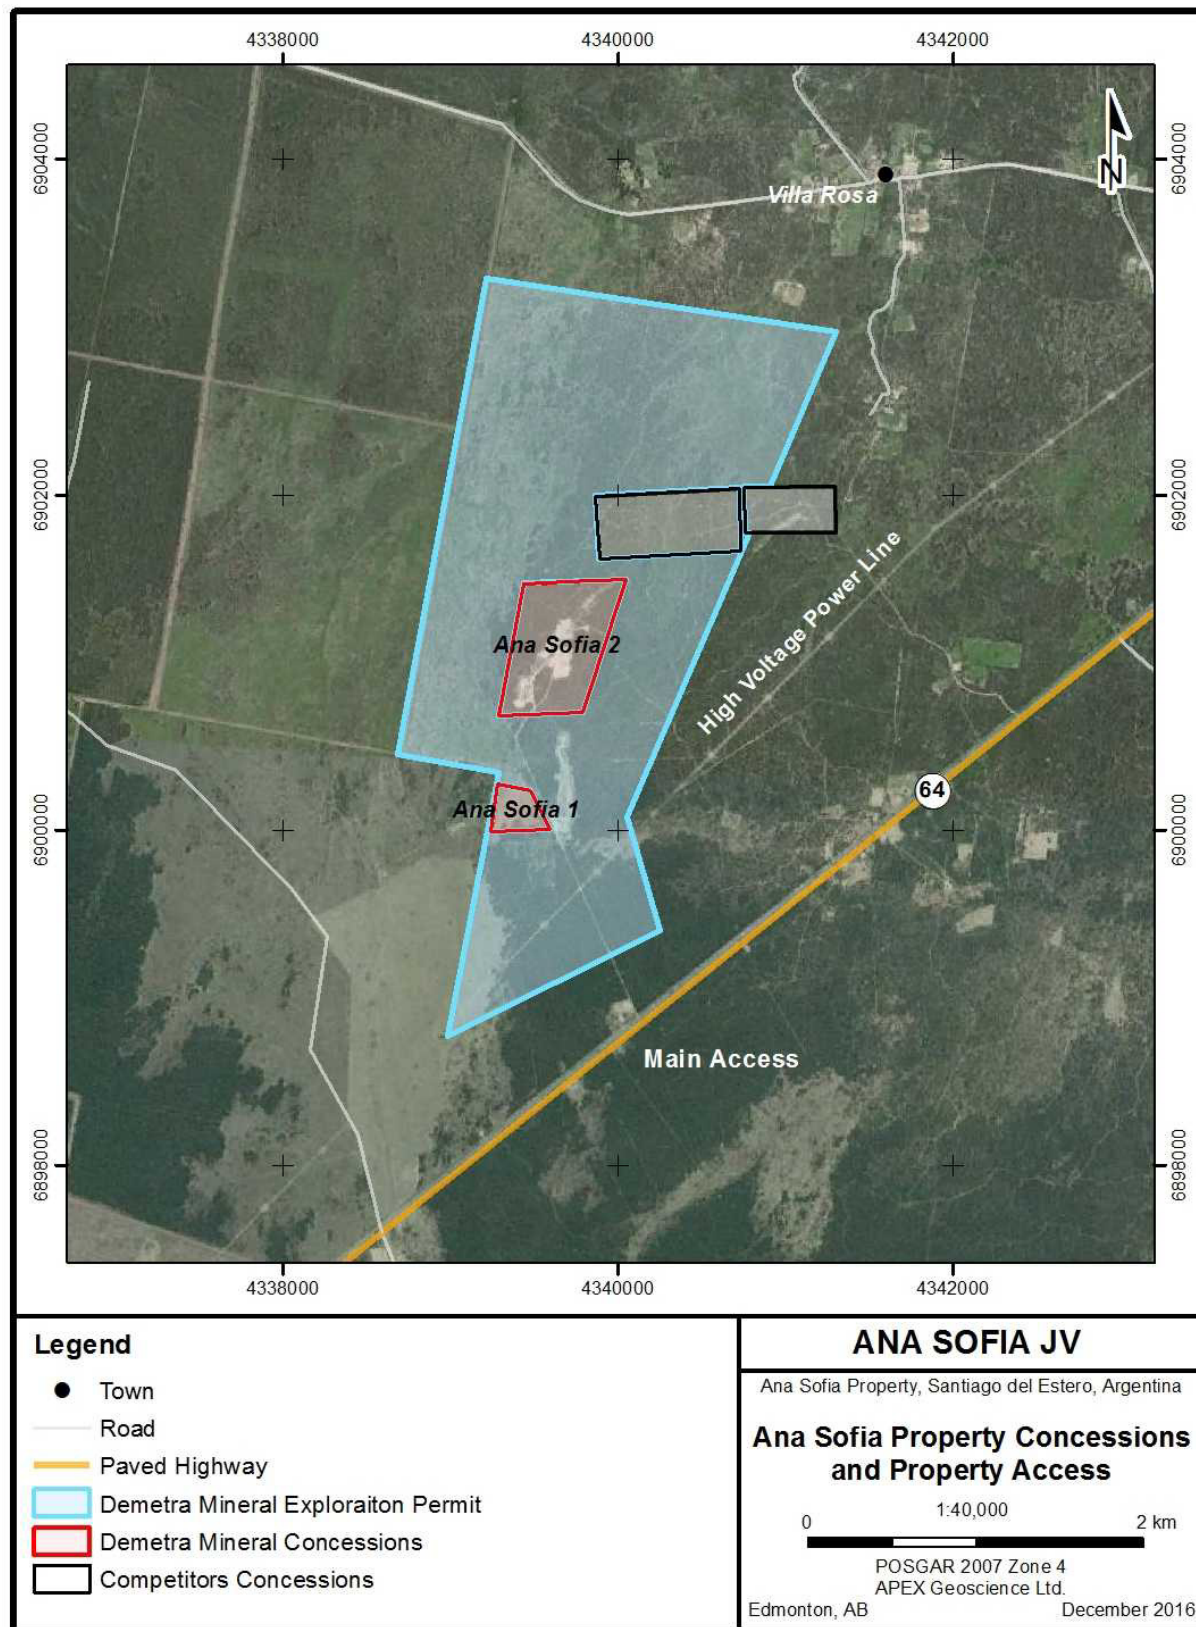 4338000
4340000
4342000
6904000
6904000
N
Villa Rosa
6902000
6902000
High Voltage Power Line
Ana Sofia 2
64
Ana Sofia 1
6900000
6900000
Main Access
6898000
6898000
4338000
4340000
4342000
Legend
Town
Road
Paved Highway
Demetra Mineral Exploraiton Permit
Demetra Mineral Concessions
Competitors Concessions
ANA SOFIA JV
Ana Sofia Property, Santiago del Estero, Argentina
Ana Sofia Property Concessions
and Property Access
1:40,000
0 2 km
POSGAR 2007 Zone 4
APEX Geoscience Ltd.
Edmonton, AB December 2016